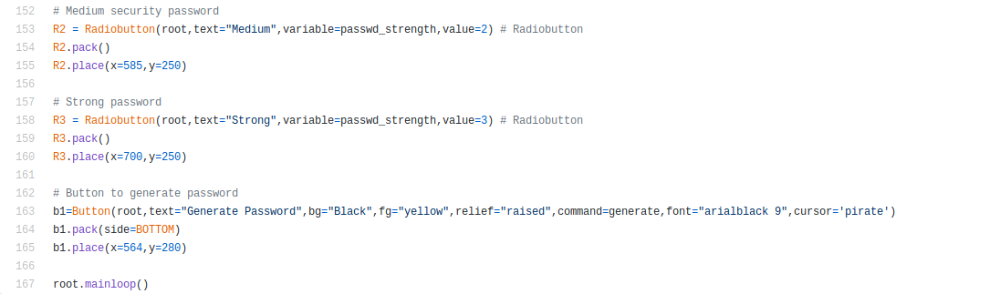 152 # Medium security password
153 R2 = Radiobutton(root,text="Medium",variable=passwd_strength,value=2) # Radiobutton
154 R2.pack()
155 R2.place(x=585,y=250)
156
157 # Strong password
158 R3 = Radiobutton(root,text="Strong",variable=passwd_strength,value=3) # Radiobutton
159 R3.pack()
160 R3.place(x=700,y=250)
161
162 # Button to generate password
163 b1=Button(root,text="Generate Password",bg="Black",fg="yellow",relief="raised",command=generate,font="arialblack 9",cursor='pirate')
164 b1.pack(side=BOTTOM)
165 b1.place(x=564,y=280)
166
167 root.mainloop()